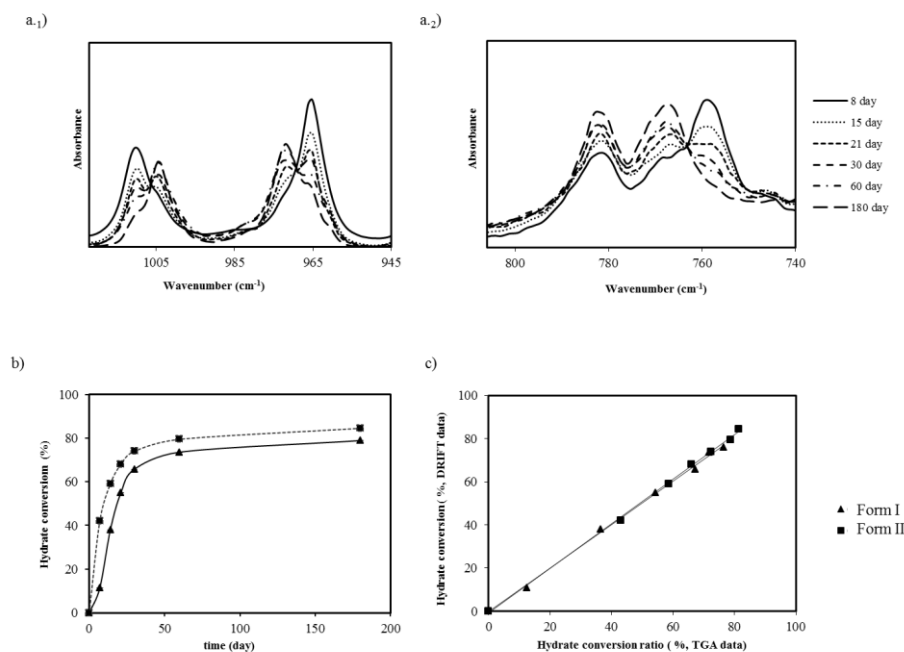 a.1)
a.2)
Absorbance
1005
985
965
945
Wavenumber (cm-1)
Absorbance
800
780
760
740
Wavenumber (cm-1)
8 day
15 day
21 day
30 day
60 day
180 day
b)
Hydrate conversiom (%)
100
80
60
40
20
0
0
50
100
150
200
time (day)
c)
Hydrate conversion ( %, DRIFT data)
100
80
60
40
20
0
0
20
40
60
80
100
Hydrate conversion ratio ( %, TGA data)
Form I
Form II